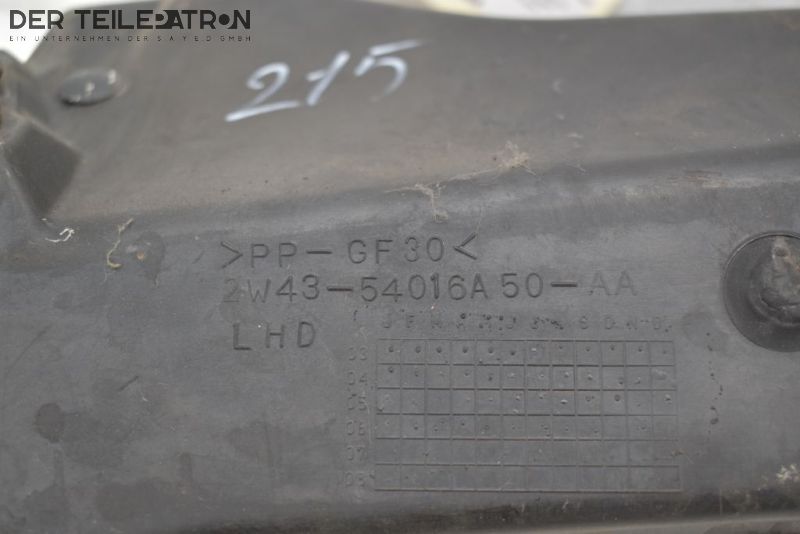 DER TEILEPATRON
EIN UNTERNEHMEN DER S A Y E D GMBH
215
>PP-GF30<
2W43-54016A50-AA
LHD
J F M A M J J A S O N D
03
04
05
06
07
08